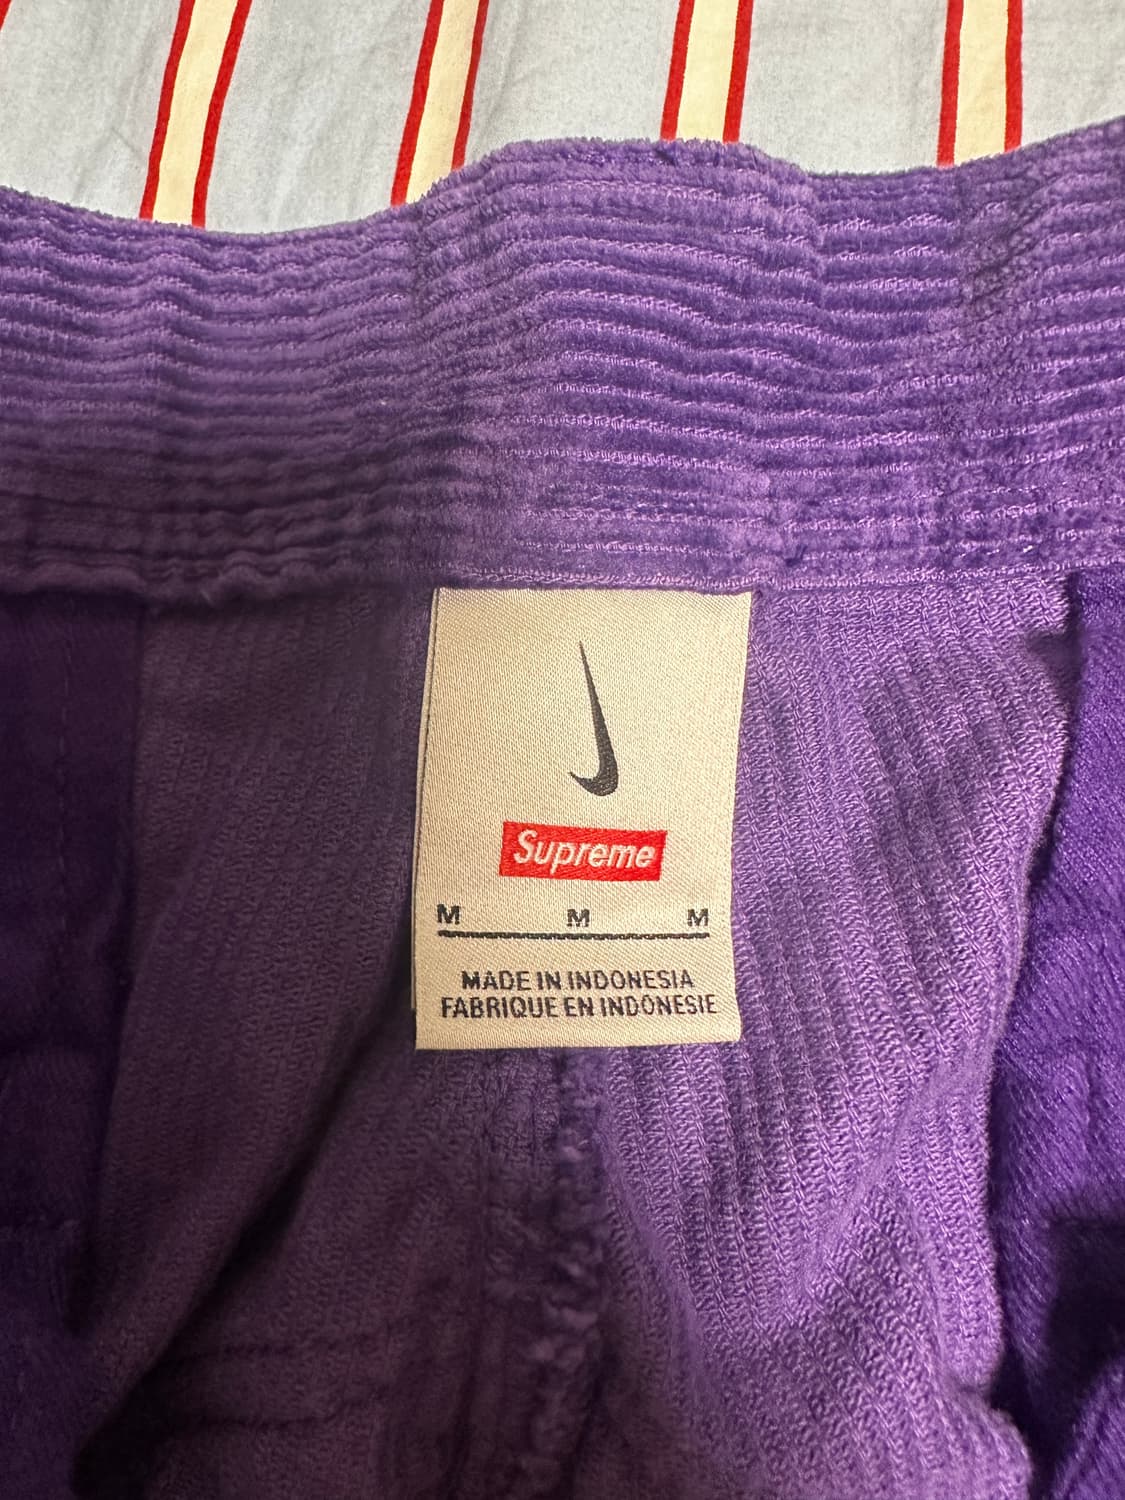 Supreme
M M M
MADE IN INDONESIA
FABRIQUE EN INDONESIE